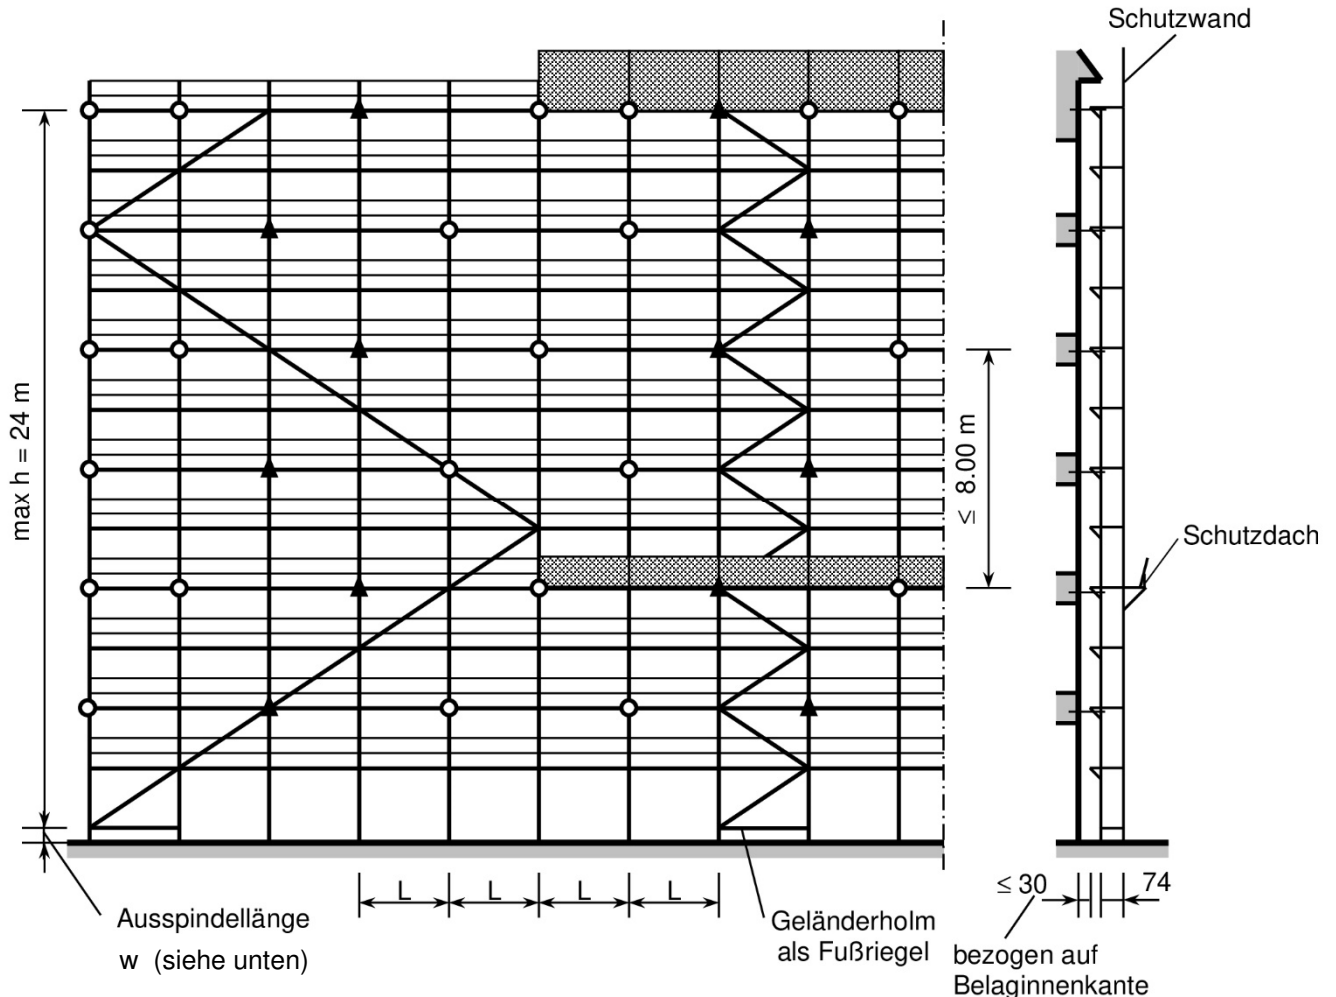 Schutzwand
max h = 24 m
≤ 8.00 m
Schutzdach
L
L
L
L
≤ 30
74
Ausspindellänge
w (siehe unten)
Geländerholm
als Fußriegel
bezogen auf
Belaginnenkante